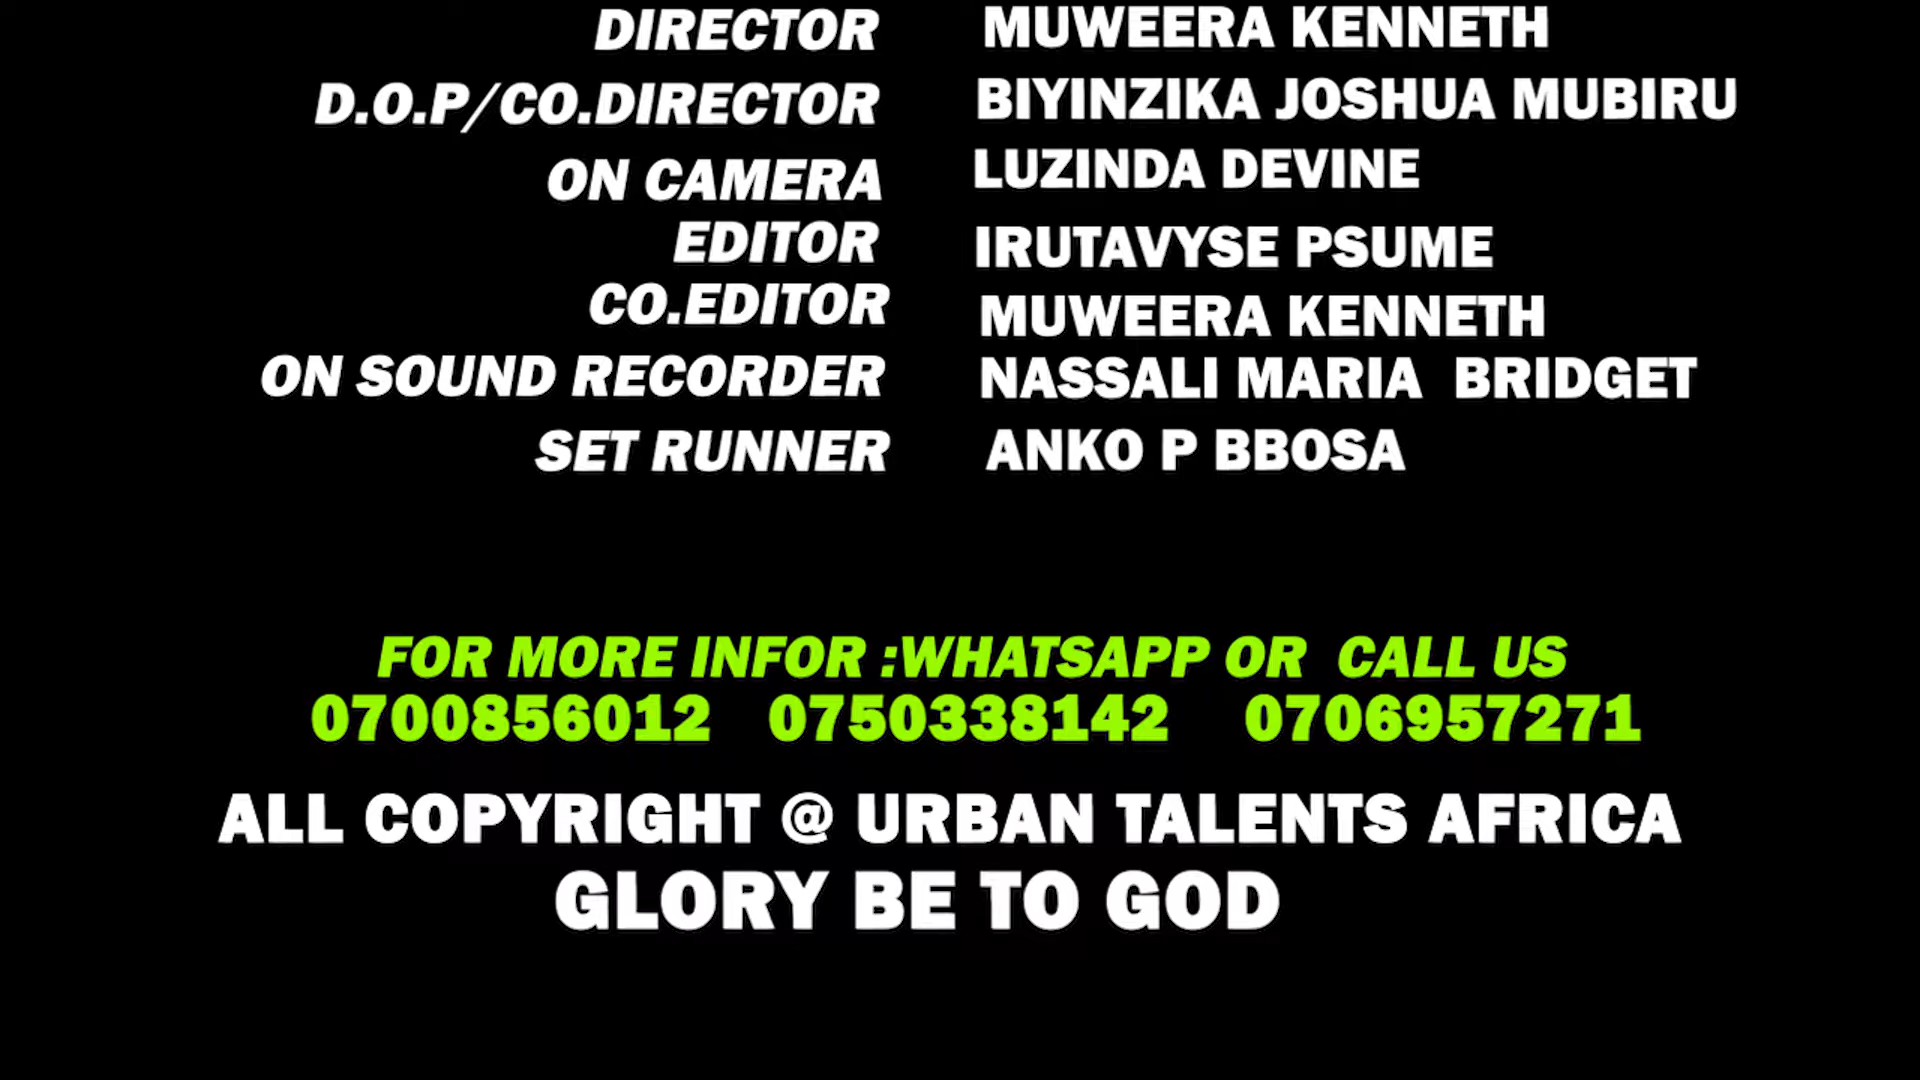 DIRECTOR MUWEERA KENNETH
D.O.P/CO.DIRECTOR BIYINZIKA JOSHUA MUBIRU
ON CAMERA LUZINDA DEVINE
EDITOR IRUTAVYSE PSUME
CO.EDITOR MUWEERA KENNETH
ON SOUND RECORDER NASSALI MARIA BRIDGET
SET RUNNER ANKO P BBOSA
FOR MORE INFOR :WHATSAPP OR CALL US
0700856012 0750338142 0706957271
ALL COPYRIGHT @ URBAN TALENTS AFRICA
GLORY BE TO GOD